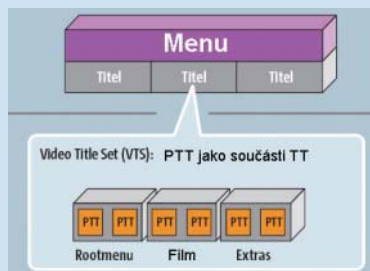 Menu
Titel Titel Titel
Video Title Set (VTS): PTT jako součásti TT
PTT PTT PTT PTT PTT PTT
Rootmenu Film Extras